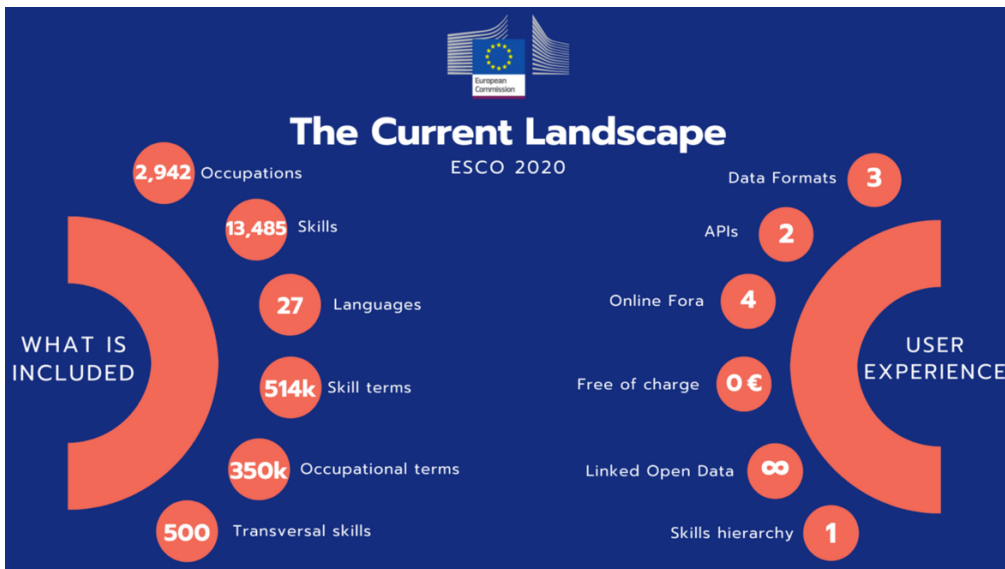 European
Commission
The Current Landscape
ESCO 2020
2,942 Occupations
13,485 Skills
27 Languages
514k Skill terms
350k Occupational terms
500 Transversal skills
WHAT IS
INCLUDED
Data Formats 3
APIs 2
Online Fora 4
Free of charge 0 €
Linked Open Data ∞
Skills hierarchy 1
USER
EXPERIENCE